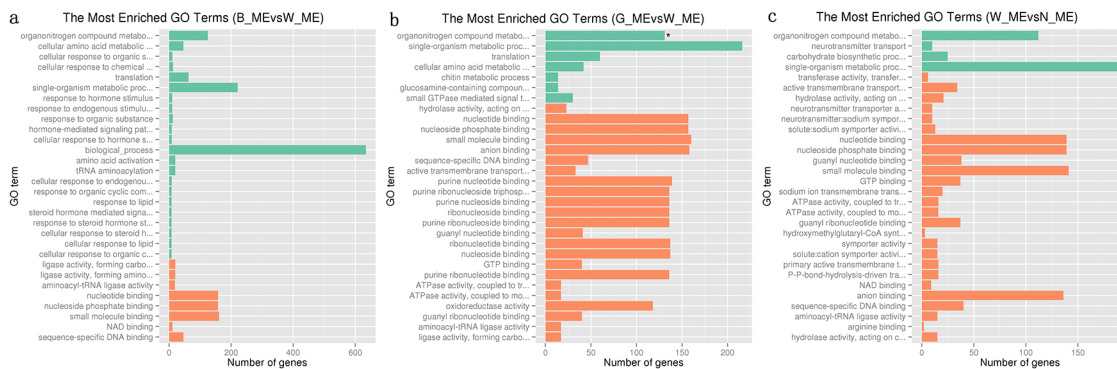 a
The Most Enriched GO Terms (B_MEvsW_ME)
organonitrogen compound metabo...
cellular amino acid metabolic ...
cellular response to organic s...
cellular response to chemical ...
translation
single-organism metabolic proc...
response to hormone stimulus
response to endogenous stimulu...
response to organic substance
hormone-mediated signaling pat...
cellular response to hormone s...
biological_process
amino acid activation
tRNA aminoacylation
cellular response to endogenou...
response to organic cyclic com...
response to lipid
steroid hormone mediated signa...
response to steroid hormone st...
cellular response to steroid h...
cellular response to lipid
cellular response to organic c...
ligase activity, forming carbo...
ligase activity, forming amino...
aminoacyl-tRNA ligase activity
nucleotide binding
nucleoside phosphate binding
small molecule binding
NAD binding
sequence-specific DNA binding
GO term
0 200 400 600
Number of genes
b
The Most Enriched GO Terms (G_MEvsW_ME)
organonitrogen compound metabo...
*
single-organism metabolic proc...
translation
cellular amino acid metabolic ...
chitin metabolic process
glucosamine-containing compoun...
small GTPase mediated signal t...
hydrolase activity, acting on ...
nucleotide binding
nucleoside phosphate binding
small molecule binding
anion binding
sequence-specific DNA binding
active transmembrane transport...
purine nucleotide binding
purine ribonucleoside triphosp...
purine nucleoside binding
ribonucleoside binding
purine ribonucleoside binding
guanyl nucleotide binding
ribonucleotide binding
nucleoside binding
GTP binding
purine ribonucleotide binding
ATPase activity, coupled to tr...
ATPase activity, coupled to mo...
oxidoreductase activity
guanyl ribonucleotide binding
aminoacyl-tRNA ligase activity
ligase activity, forming carbo...
GO term
0 50 100 150 200
Number of genes
c
The Most Enriched GO Terms (W_MEvsN_ME)
organonitrogen compound metabo...
neurotransmitter transport
carbohydrate biosynthetic proc...
single-organism metabolic proc...
transferase activity, transfer...
active transmembrane transport...
hydrolase activity, acting on ...
neurotransmitter transporter a...
neurotransmitter:sodium sympor...
solute:sodium symporter activi...
nucleotide binding
nucleoside phosphate binding
guanyl nucleotide binding
small molecule binding
GTP binding
sodium ion transmembrane trans...
ATPase activity, coupled to tr...
ATPase activity, coupled to mo...
guanyl ribonucleotide binding
hydroxymethylglutaryl-CoA synt...
symporter activity
solute:cation symporter activi...
primary active transmembrane t...
P-P-bond-hydrolysis-driven tra...
NAD binding
anion binding
sequence-specific DNA binding
aminoacyl-tRNA ligase activity
arginine binding
hydrolase activity, acting on c...
GO term
0 50 100 150
Number of genes